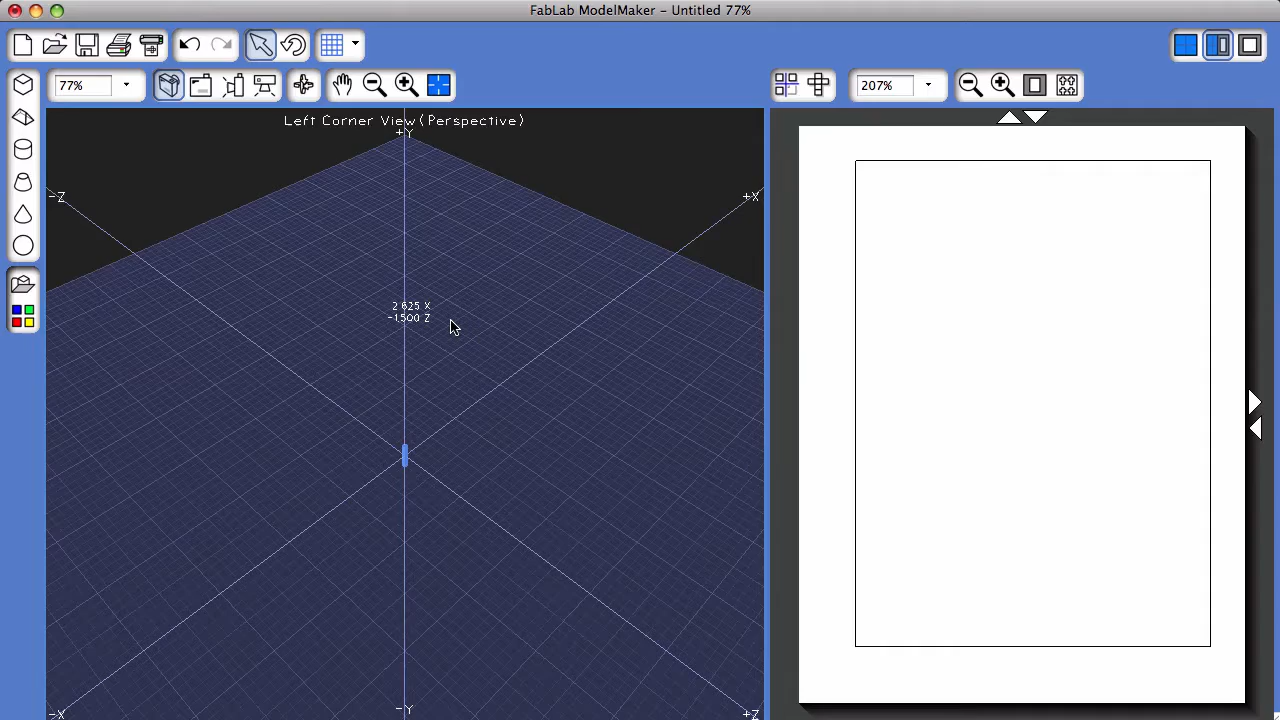 FabLab ModelMaker - Untitled 77%
77%
207%
Left Corner View (Perspective)
+Y
-Z
+X
2.625 X
-1.500 Z
-X
-Y
+Z